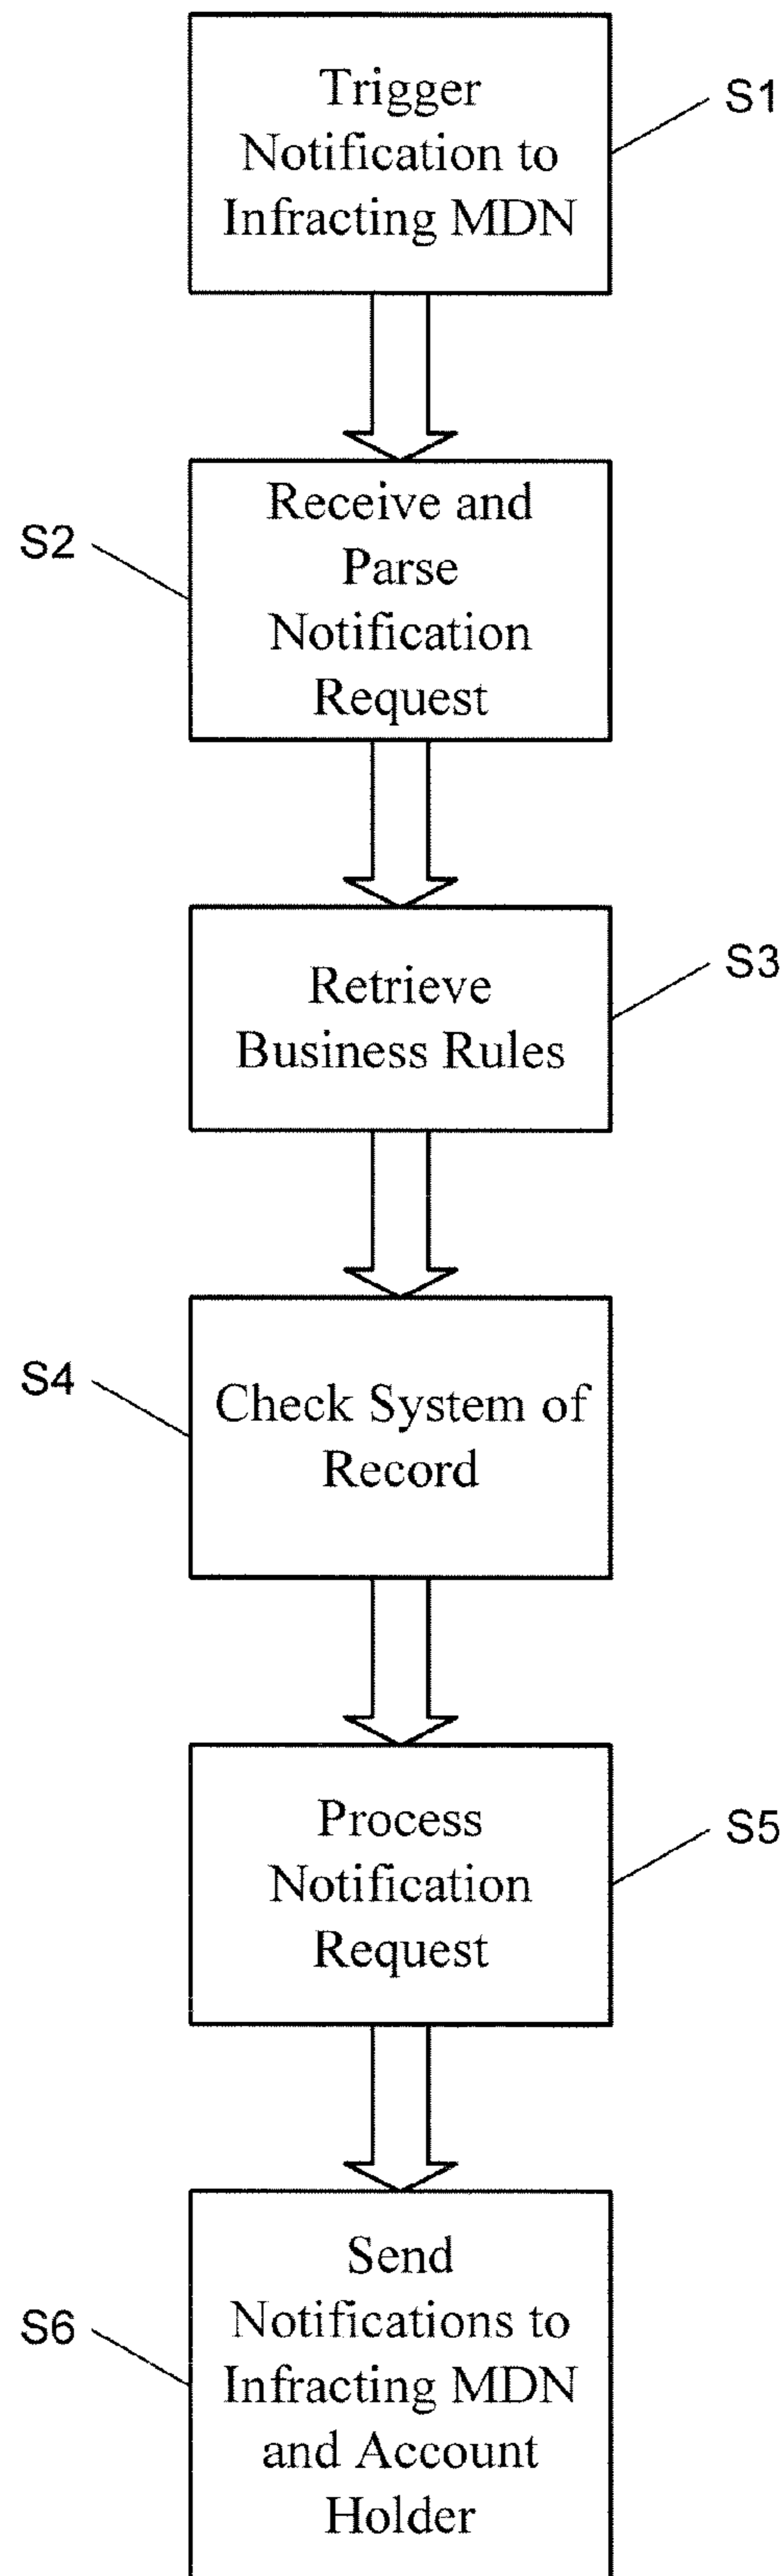 Trigger
Notification to
Infracting MDN
S1
Receive and
Parse
Notification
Request
S2
Retrieve
Business Rules
S3
Check System of
Record
S4
Process
Notification
Request
S5
Send
Notifications to
Infracting MDN
and Account
Holder
S6